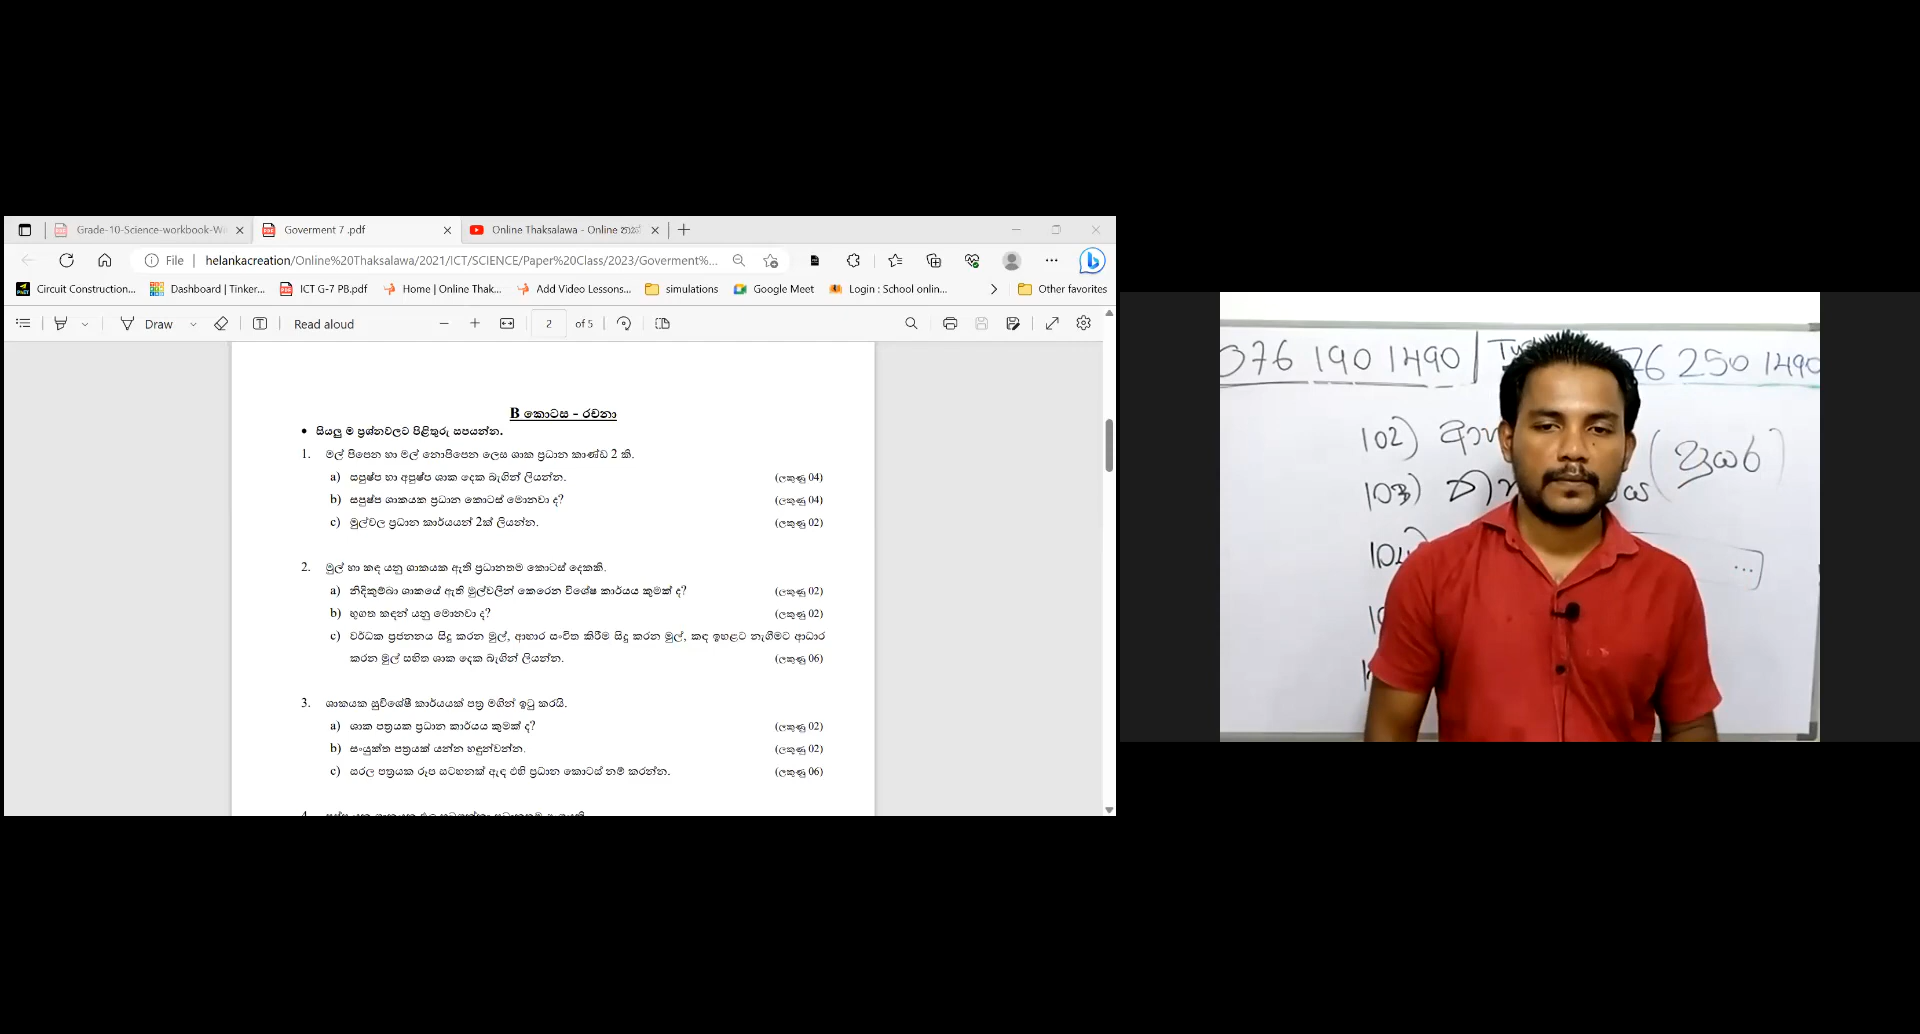 Grade-10-Science-workbook-W
Goverment 7 .pdf
Online Thaksalawa - Online
File
helankacreation/Online%20Thaksalawa/2021/ICT/SCIENCE/Paper%20Class/2023/Goverment%...
Circuit Construction...
Dashboard | Tinker...
ICT G-7 PB.pdf
Home | Online Thak...
Add Video Lessons...
simulations
Google Meet
Login : School onlin...
Other favorites
Draw
Read aloud
2
of 5
B කොටස - රචනා
• සියලු ම ප්‍රශ්නවලට පිළිතුරු සපයන්න.
1. මල් පිපෙන හා මල් නොපිපෙන ලෙස ශාක ප්‍රධාන කාණ්ඩ 2 කි.
a) සපුෂ්ප හා අපුෂ්ප ශාක දෙක බැගින් ලියන්න. (ලකුණු 04)
b) සපුෂ්ප ශාකයක ප්‍රධාන කොටස් මොනවා ද? (ලකුණු 04)
c) මුල්වල ප්‍රධාන කාර්යයන් 2ක් ලියන්න. (ලකුණු 02)
2. මුල් හා කඳ යනු ශාකයක ඇති ප්‍රධානතම කොටස් දෙකකි.
a) නිදිකුම්බා ශාකයේ ඇති මුල්වලින් කෙරෙන විශේෂ කාර්යය කුමක් ද? (ලකුණු 02)
b) භූගත කඳන් යනු මොනවා ද? (ලකුණු 02)
c) වර්ධක ප්‍රජනනය සිදු කරන මුල්, ආහාර සංචිත කිරීම සිදු කරන මුල්, කඳ ඉහළට නැගීමට ආධාර
කරන මුල් සහිත ශාක දෙක බැගින් ලියන්න. (ලකුණු 06)
3. ශාකයක සුවිශේෂී කාර්යයක් පත්‍ර මගින් ඉටු කරයි.
a) ශාක පත්‍රයක ප්‍රධාන කාර්යය කුමක් ද? (ලකුණු 02)
b) සංයුක්ත පත්‍රයක් යන්න හඳුන්වන්න. (ලකුණු 02)
c) සරල පත්‍රයක රූප සටහනක් ඇඳ එහි ප්‍රධාන කොටස් නම් කරන්න. (ලකුණු 06)
076 190 1490
76 250 1490
102)
103)